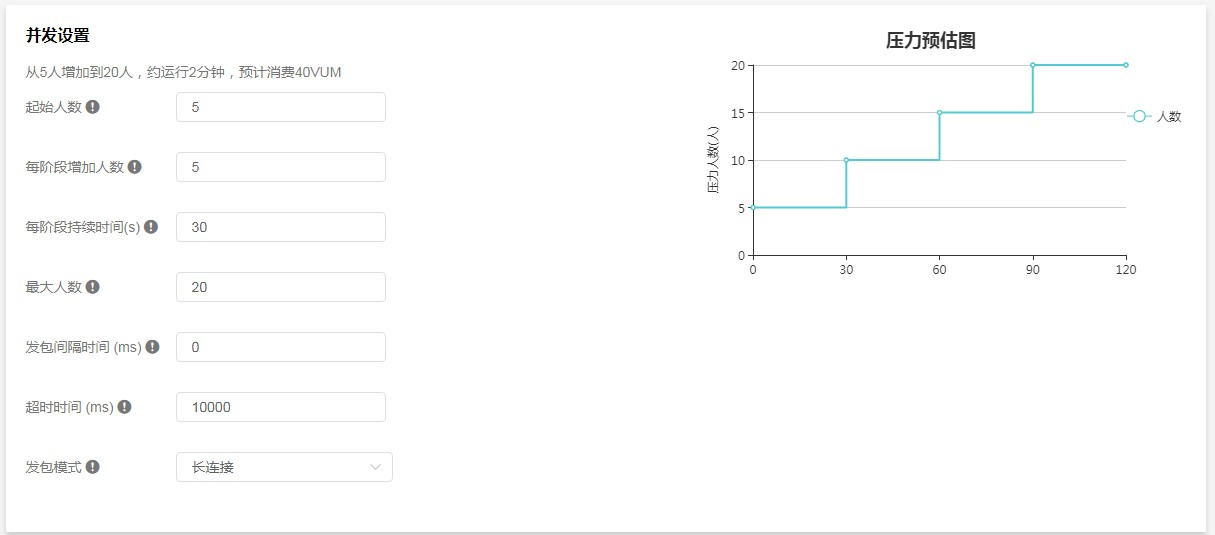 并发设置
从5人增加到20人，约运行2分钟，预计消费40VUM
起始人数 5
每阶段增加人数 5
每阶段持续时间(s) 30
最大人数 20
发包间隔时间 (ms) 0
超时时间 (ms) 10000
发包模式 长连接
压力预估图
压力人数(人)
20
15
10
5
0
0 30 60 90 120
人数